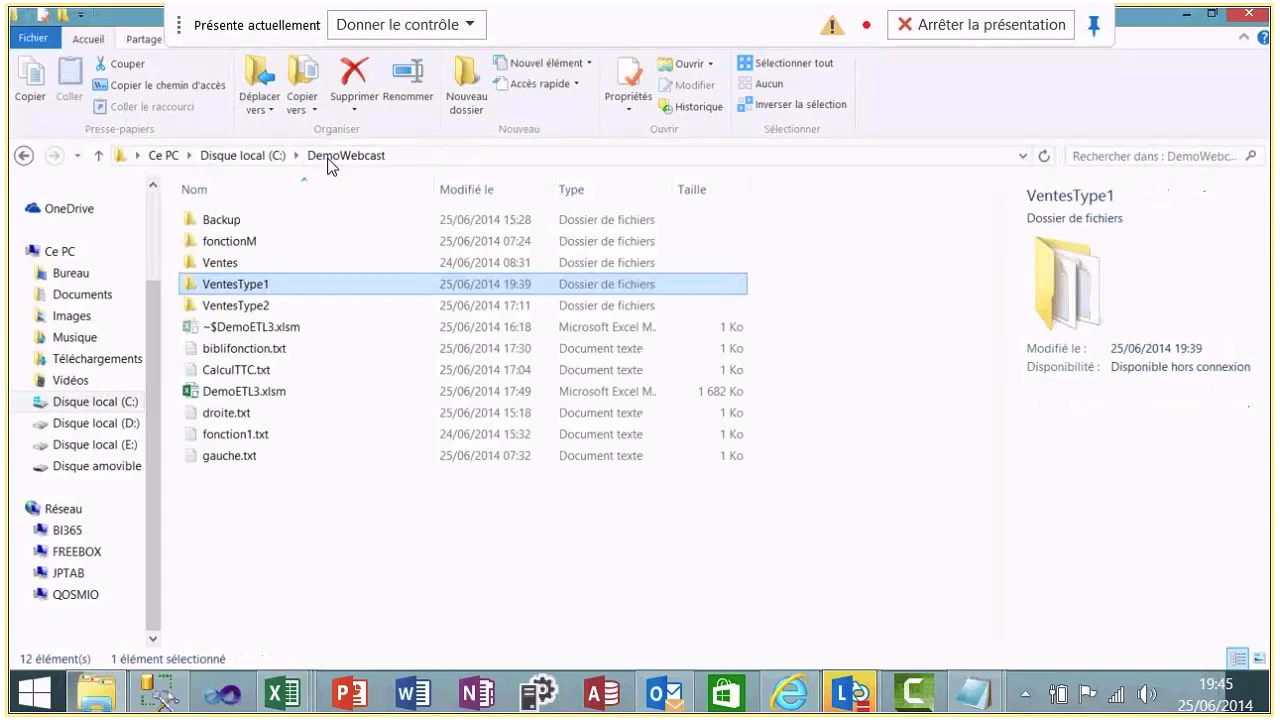 Présente actuellement Donner le contrôle Arrêter la présentation
Fichier Accueil Partage
Copier Coller Couper Copier le chemin d'accès Coller le raccourci
Presse-papiers
Déplacer vers Copier vers Supprimer Renommer
Organiser
Nouveau dossier Nouvel élément Accès rapide
Nouveau
Propriétés Ouvrir Modifier Historique
Ouvrir
Sélectionner tout Aucun Inverser la sélection
Sélectionner
Ce PC Disque local (C:) DemoWebcast Rechercher dans : DemoWebc...
OneDrive
Ce PC
Bureau
Documents
Images
Musique
Téléchargements
Vidéos
Disque local (C:)
Disque local (D:)
Disque local (E:)
Disque amovible
Réseau
BI365
FREEBOX
JPTAB
QOSMIO
Nom Modifié le Type Taille
Backup 25/06/2014 15:28 Dossier de fichiers
fonctionM 25/06/2014 07:24 Dossier de fichiers
Ventes 24/06/2014 08:31 Dossier de fichiers
VentesType1 25/06/2014 19:39 Dossier de fichiers
VentesType2 25/06/2014 17:11 Dossier de fichiers
~$DemoETL3.xlsm 25/06/2014 16:18 Microsoft Excel M... 1 Ko
biblifonction.txt 25/06/2014 17:30 Document texte 1 Ko
CalculTTC.txt 25/06/2014 17:04 Document texte 1 Ko
DemoETL3.xlsm 25/06/2014 17:49 Microsoft Excel M... 1 682 Ko
droite.txt 25/06/2014 15:18 Document texte 1 Ko
fonction1.txt 24/06/2014 15:32 Document texte 1 Ko
gauche.txt 25/06/2014 07:32 Document texte 1 Ko
VentesType1
Dossier de fichiers
Modifié le : 25/06/2014 19:39
Disponibilité : Disponible hors connexion
12 élément(s) 1 élément sélectionné
19:45
25/06/2014